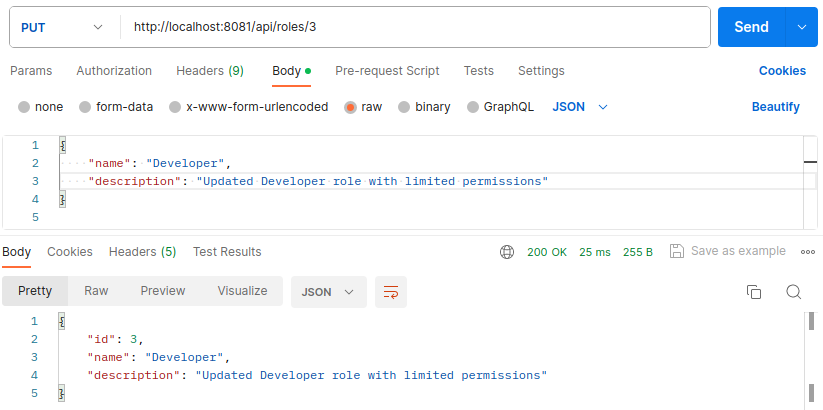 PUT http://localhost:8081/api/roles/3 Send
Params Authorization Headers (9) Body Pre-request Script Tests Settings Cookies
none form-data x-www-form-urlencoded raw binary GraphQL JSON Beautify
1 {
2 "name": "Developer",
3 "description": "Updated Developer role with limited permissions"
4 }
5
Body Cookies Headers (5) Test Results 200 OK 25 ms 255 B Save as example
Pretty Raw Preview Visualize JSON
1 {
2 "id": 3,
3 "name": "Developer",
4 "description": "Updated Developer role with limited permissions"
5 }